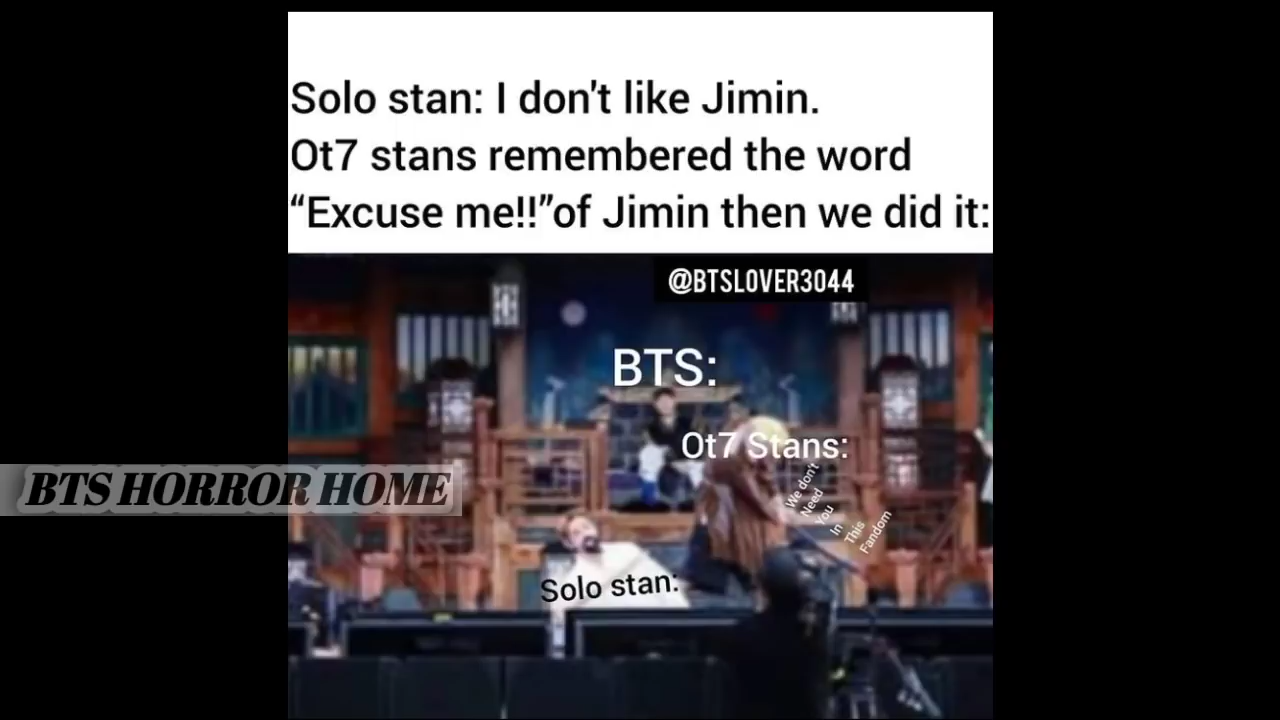 Solo stan: I don't like Jimin.
Ot7 stans remembered the word
“Excuse me!!”of Jimin then we did it:
@BTSLOVER3044
BTS:
Ot7 Stans:
We don't
Need
You
In
This
Fandom
BTS HORROR HOME
Solo stan: